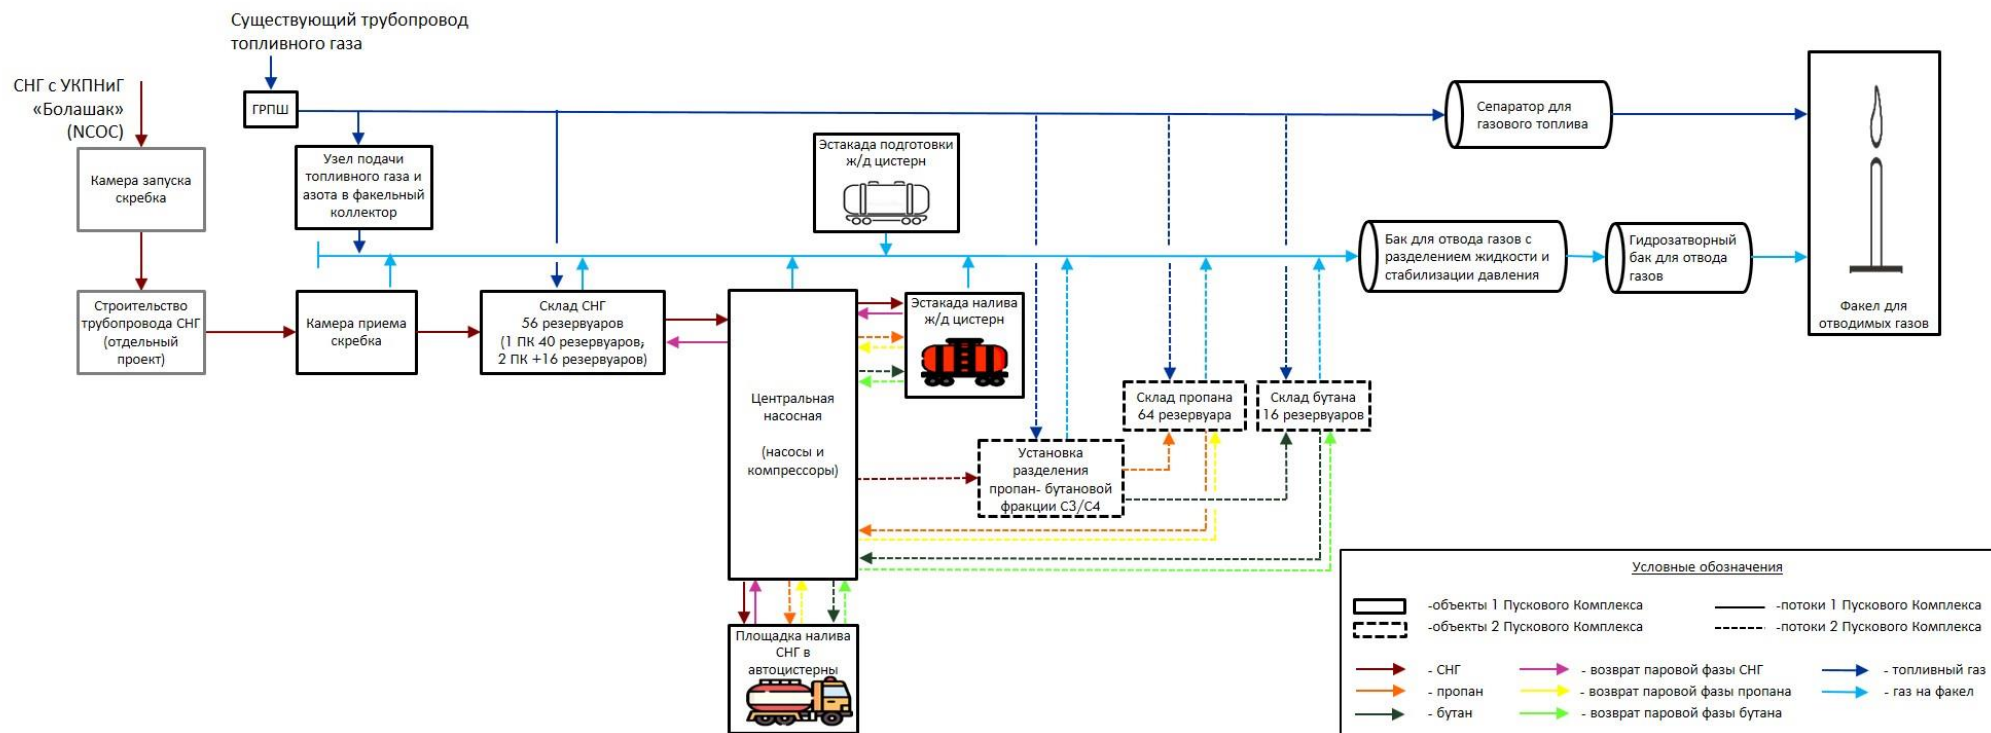 Существующий трубопровод
топливного газа
СНГ с УКПНиГ
«Болашак»
(NCOC)
ГРПШ
Камера запуска
скребка
Узел подачи
топливного газа и
азота в факельный
коллектор
Эстакада подготовки
ж/д цистерн
Сепаратор для
газового топлива
Строительство
трубопровода СНГ
(отдельный
проект)
Камера приема
скребка
Склад СНГ
56 резервуаров
(1 ПК 40 резервуаров;
2 ПК +16 резервуаров)
Центральная
насосная
(насосы и
компрессоры)
Эстакада налива
ж/д цистерн
Бак для отвода газов с
разделением жидкости и
стабилизации давления
Гидрозатворный
бак для отвода
газов
Факел для
отводимых газов
Склад пропана
64 резервуара
Склад бутана
16 резервуаров
Установка
разделения
пропан- бутановой
фракции С3/С4
Площадка налива
СНГ в
автоцистерны
Условные обозначения
-объекты 1 Пускового Комплекса
-потоки 1 Пускового Комплекса
-объекты 2 Пускового Комплекса
-потоки 2 Пускового Комплекса
- СНГ
- возврат паровой фазы СНГ
- топливный газ
- пропан
- возврат паровой фазы пропана
- газ на факел
- бутан
- возврат паровой фазы бутана